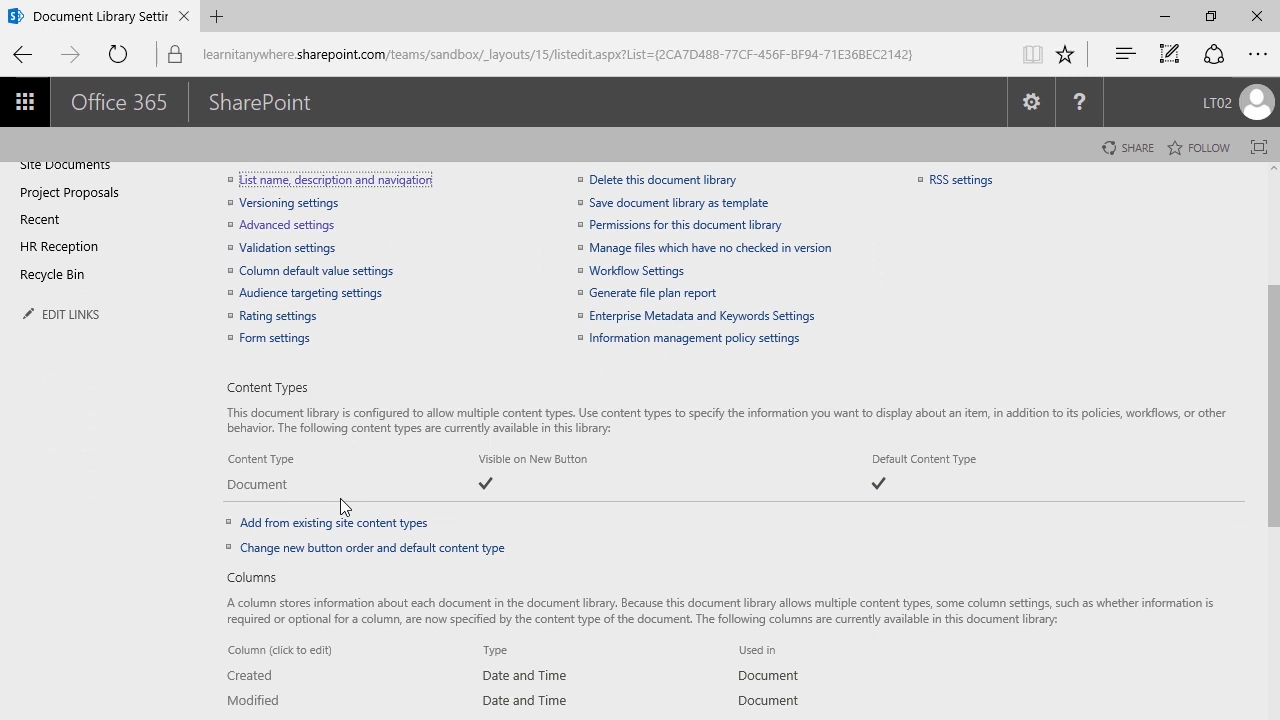 Document Library Settir
learnitanywhere.sharepoint.com/teams/sandbox/_layouts/15/listedit.aspx?List={2CA7D488-77CF-456F-BF94-71E36BEC2142}
Office 365 SharePoint ? LT02
SHARE FOLLOW
Site Documents
Project Proposals
Recent
HR Reception
Recycle Bin
EDIT LINKS
List name, description and navigation
Versioning settings
Advanced settings
Validation settings
Column default value settings
Audience targeting settings
Rating settings
Form settings
Delete this document library
Save document library as template
Permissions for this document library
Manage files which have no checked in version
Workflow Settings
Generate file plan report
Enterprise Metadata and Keywords Settings
Information management policy settings
RSS settings
Content Types
This document library is configured to allow multiple content types. Use content types to specify the information you want to display about an item, in addition to its policies, workflows, or other
behavior. The following content types are currently available in this library:
Content Type Visible on New Button Default Content Type
Document
Add from existing site content types
Change new button order and default content type
Columns
A column stores information about each document in the document library. Because this document library allows multiple content types, some column settings, such as whether information is
required or optional for a column, are now specified by the content type of the document. The following columns are currently available in this document library:
Column (click to edit) Type Used in
Created Date and Time Document
Modified Date and Time Document